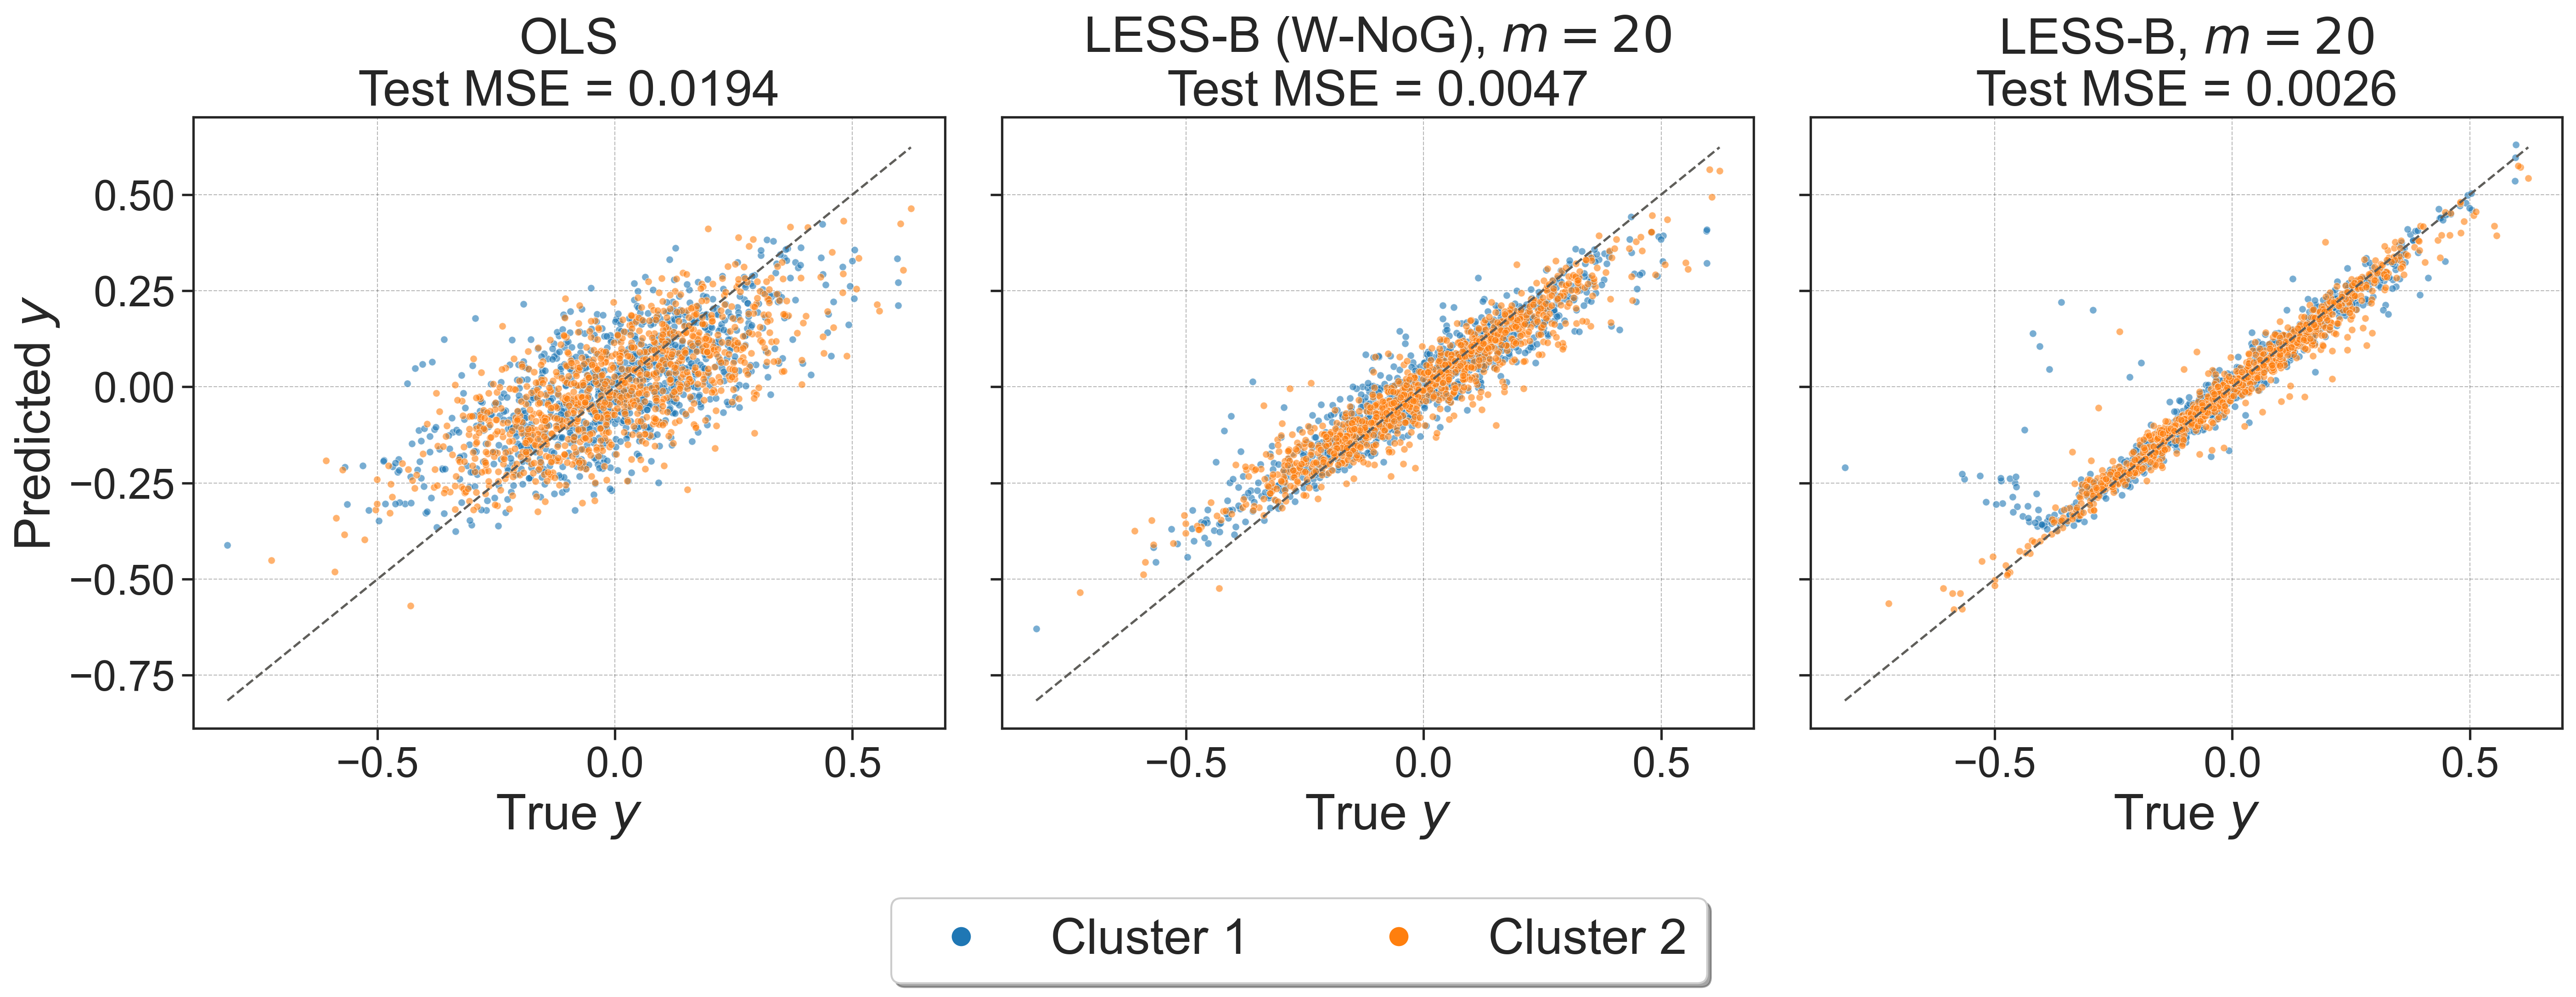 OLS
Test MSE = 0.0194
LESS-B (W-NoG), m = 20
Test MSE = 0.0047
LESS-B, m = 20
Test MSE = 0.0026
Predicted y
0.50
0.25
0.00
−0.25
−0.50
−0.75
−0.5 0.0 0.5
−0.5 0.0 0.5
−0.5 0.0 0.5
True y
True y
True y
Cluster 1
Cluster 2